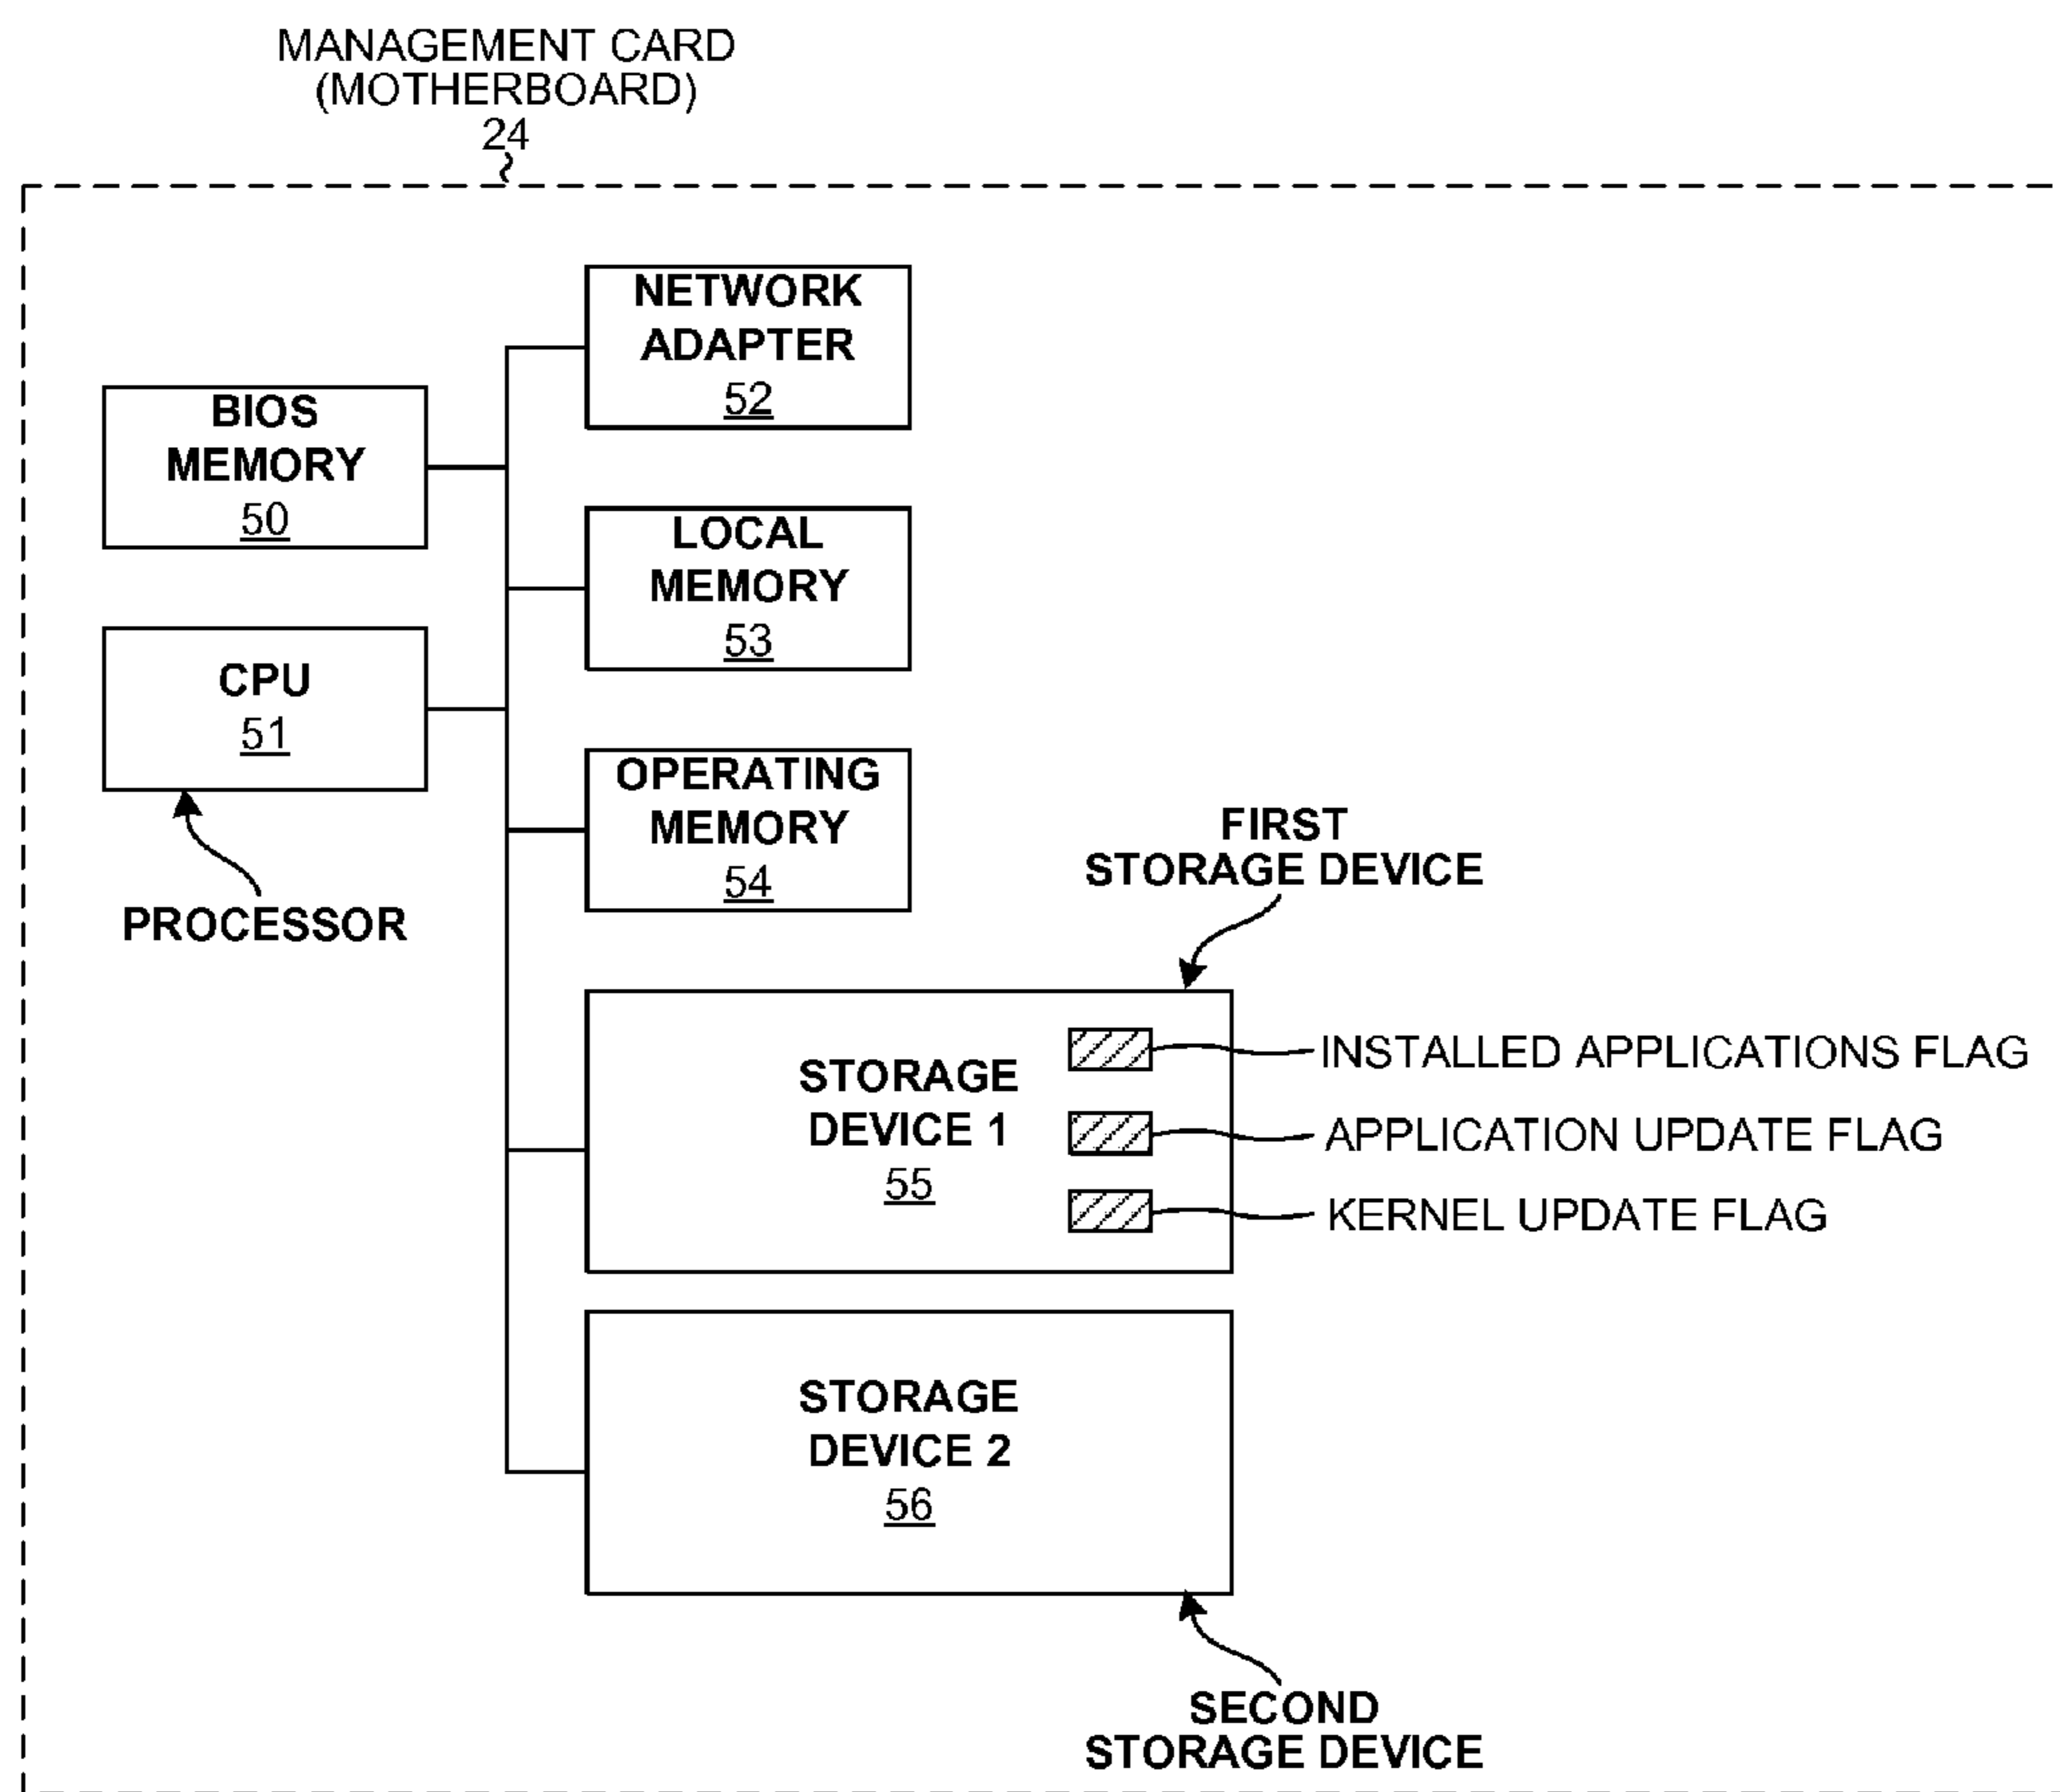 MANAGEMENT CARD
(MOTHERBOARD)
24
NETWORK
ADAPTER
52
BIOS
MEMORY
50
LOCAL
MEMORY
53
CPU
51
OPERATING
MEMORY
54
PROCESSOR
FIRST
STORAGE DEVICE
STORAGE
DEVICE 1
55
INSTALLED APPLICATIONS FLAG
APPLICATION UPDATE FLAG
KERNEL UPDATE FLAG
STORAGE
DEVICE 2
56
SECOND
STORAGE DEVICE